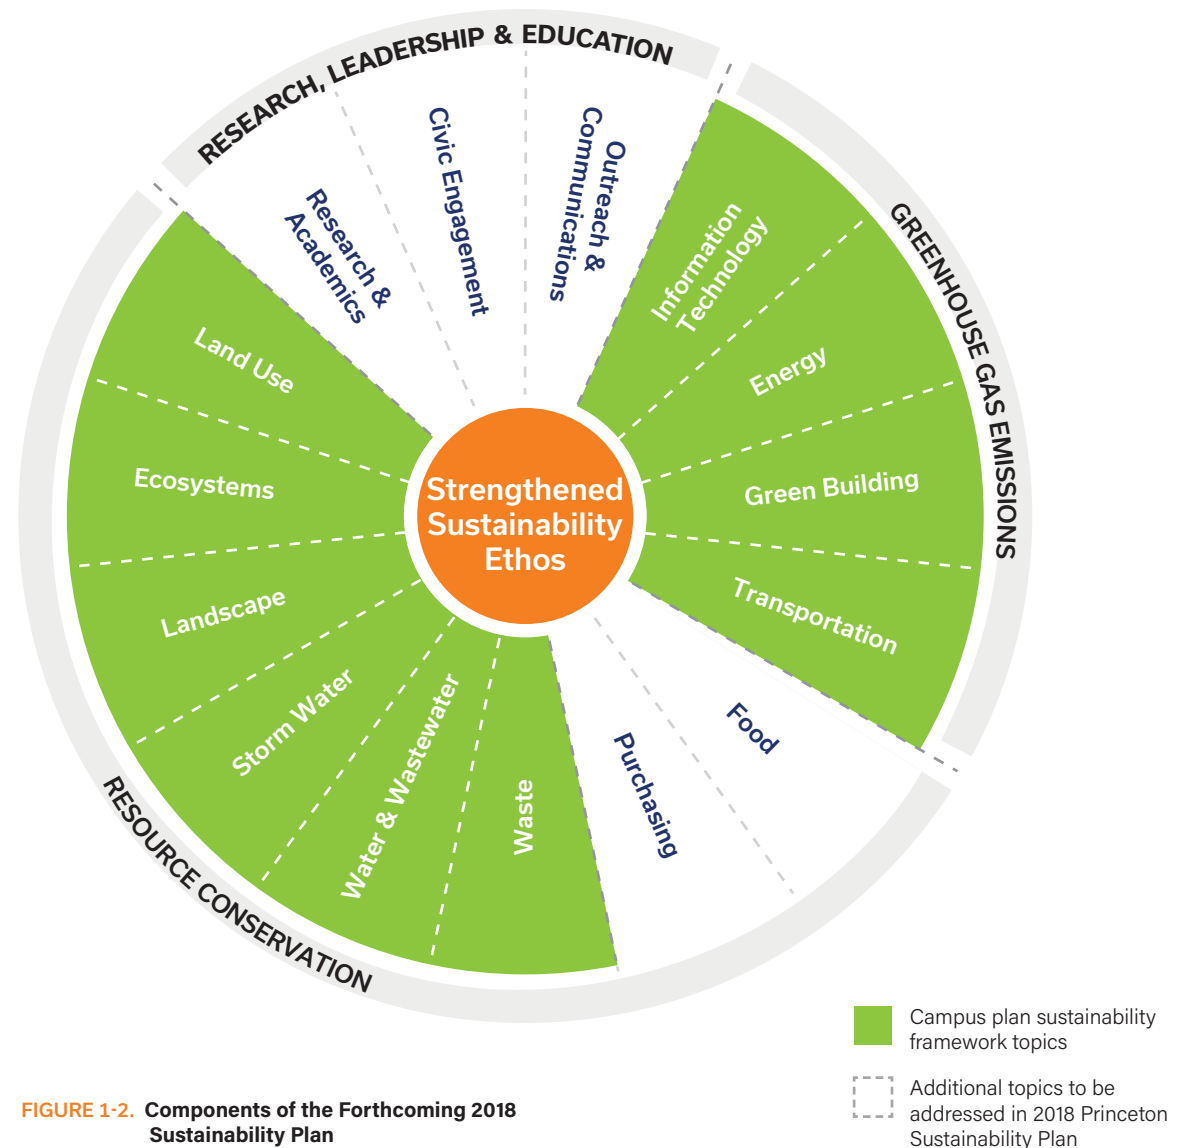 RESEARCH, LEADERSHIP & EDUCATION
Research &
Academics
Civic Engagement
Outreach &
Communications
GREENHOUSE GAS EMISSIONS
Information
Technology
Energy
Green Building
Transportation
Food
Purchasing
RESOURCE CONSERVATION
Waste
Water & Wastewater
Storm Water
Landscape
Ecosystems
Land Use
Strengthened
Sustainability
Ethos
Campus plan sustainability
framework topics
Additional topics to be
addressed in 2018 Princeton
Sustainability Plan
FIGURE 1-2. Components of the Forthcoming 2018
Sustainability Plan